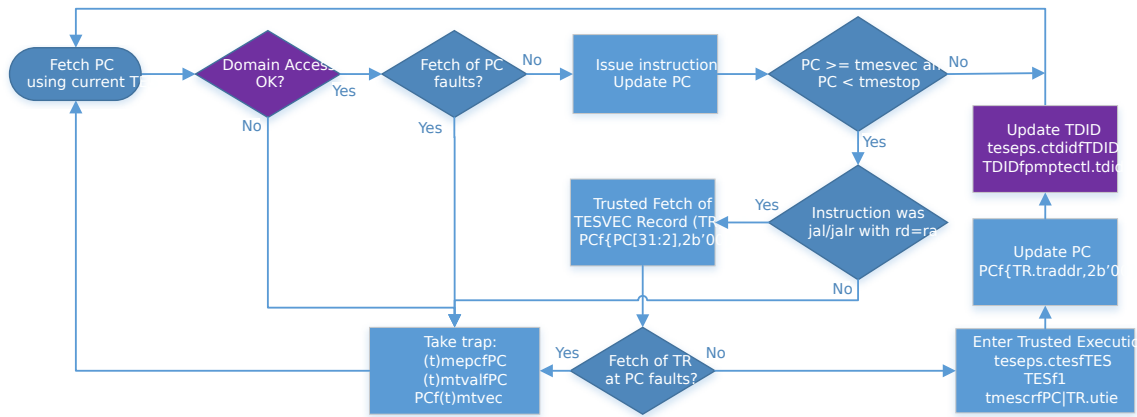 Fetch PC
using current T
Domain Access
OK?
Yes
No
Fetch of PC
faults?
No
Yes
Issue instruction
Update PC
PC >= tmesvec an
PC < tmestop
No
Yes
Update TDID
teseps.ctdidfTDID
TDIDfpmptectl.tdid
Trusted Fetch of
TESVEC Record (TR
PCf{PC[31:2],2b’0
Yes
Instruction was
jal/jalr with rd=ra
No
Update PC
PCf{TR.traddr,2b’0
Take trap:
(t)mepcfPC
(t)mtvalfPC
PCf(t)mtvec
Yes
Fetch of TR
at PC faults?
No
Enter Trusted Executio
teseps.ctesfTES
TESf1
tmescrfPC|TR.utie